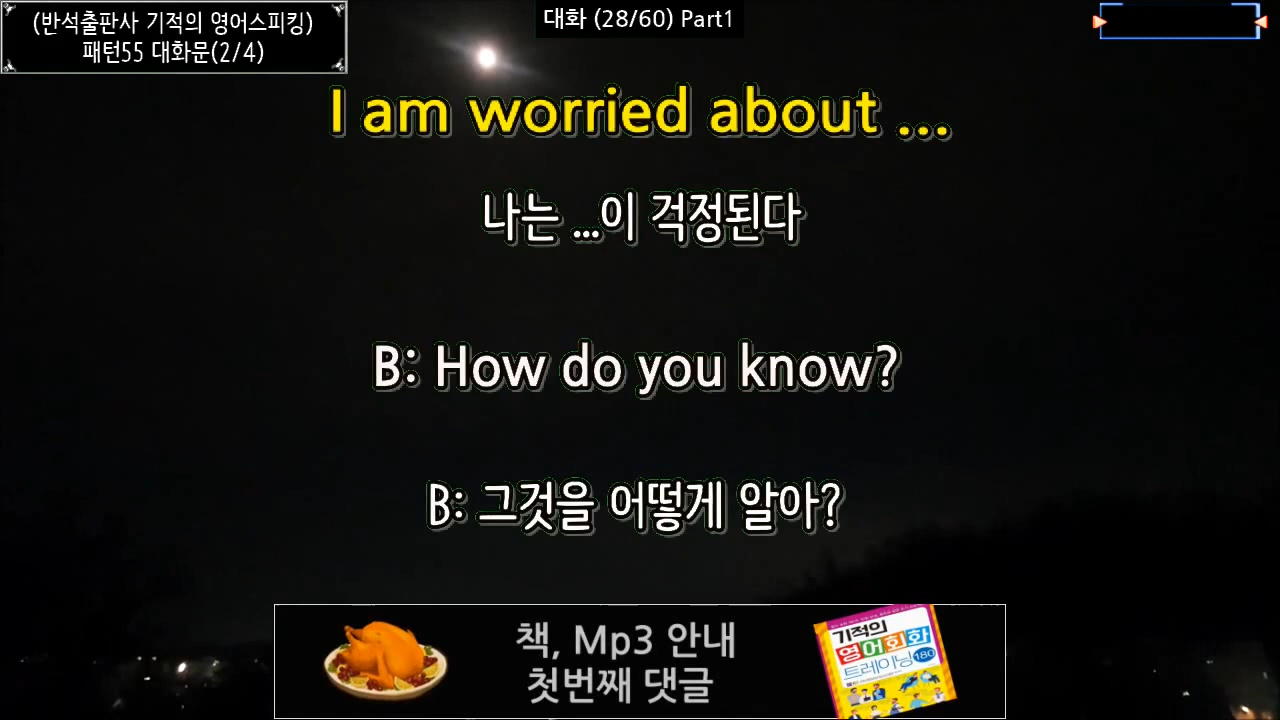 (반석출판사 기적의 영어스피킹)
패턴55 대화문(2/4)
대화 (28/60) Part1
I am worried about ...
나는 ...이 걱정된다
B: How do you know?
B: 그것을 어떻게 알아?
책, Mp3 안내
첫번째 댓글
기적의
영어회화
트레이닝 180